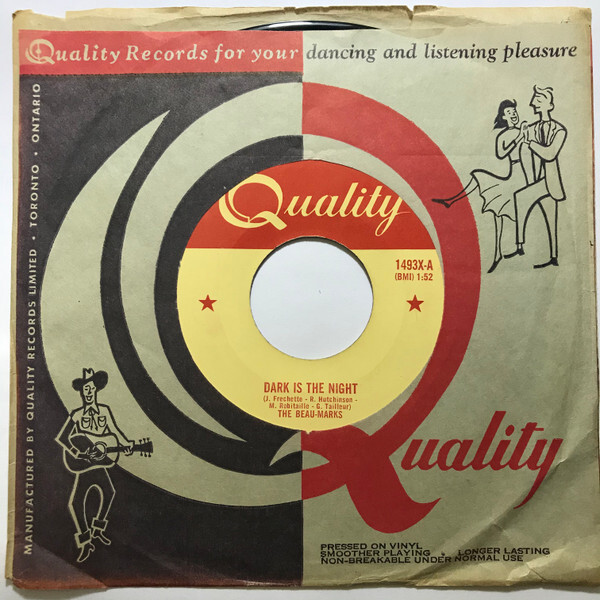 Quality Records for your dancing and listening pleasure
MANUFACTURED BY QUALITY RECORDS LIMITED • TORONTO • ONTARIO
Quality
1493X-A
(BMI) 1:52
DARK IS THE NIGHT
(J. Frechette - R. Hutchinson -
M. Robitaille - G. Tailleur)
THE BEAU-MARKS
Quality
PRESSED ON VINYL
SMOOTHER PLAYING • LONGER LASTING
NON-BREAKABLE UNDER NORMAL USE